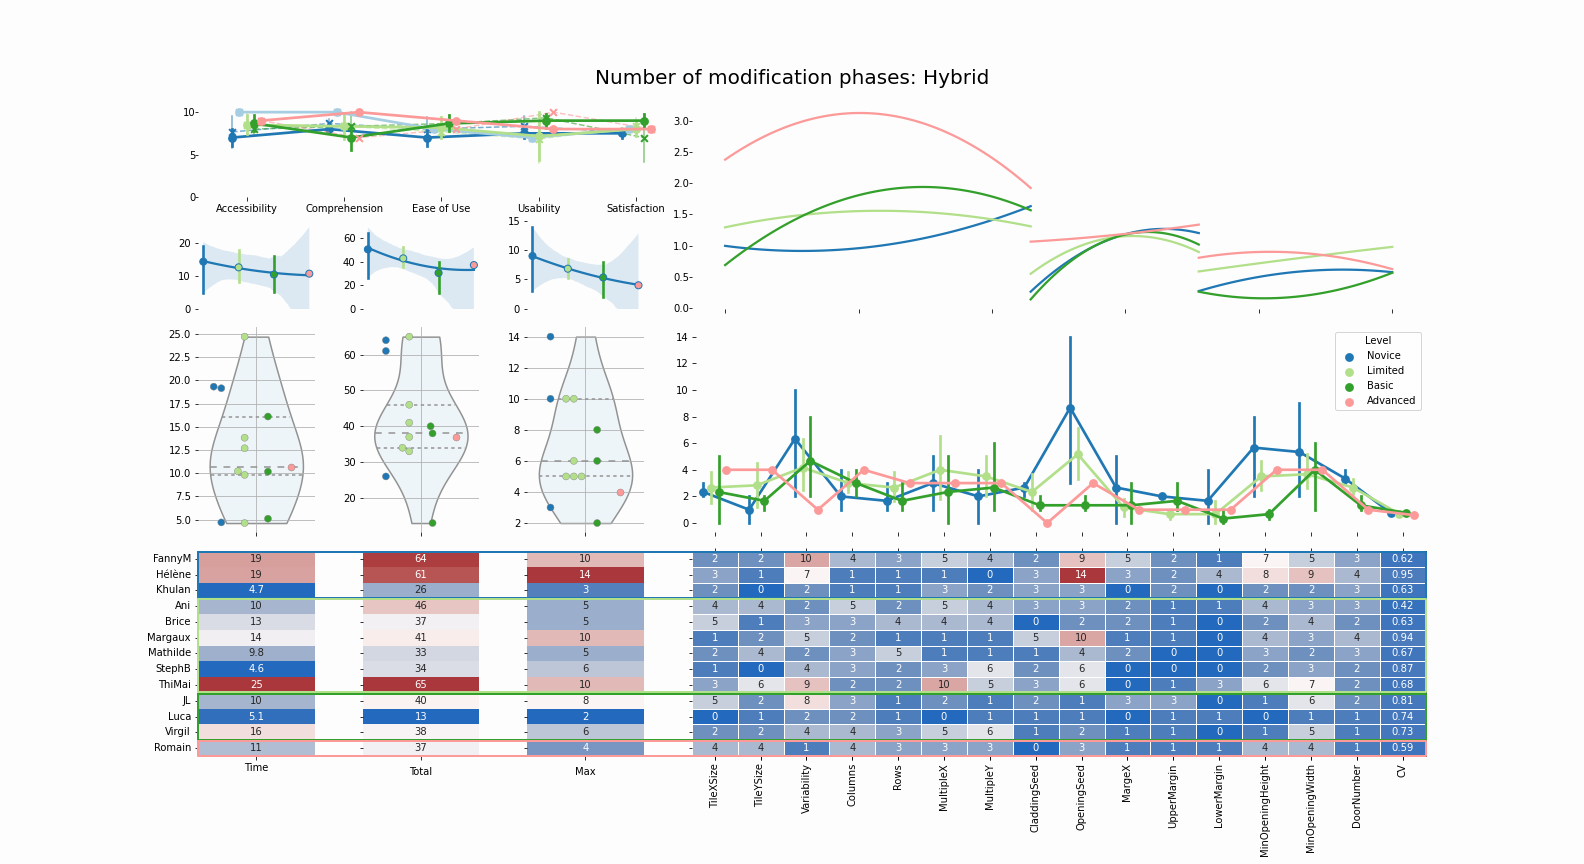 Number of modification phases: Hybrid
10
5
0
Accessibility Comprehension Ease of Use Usability Satisfaction
3.0
2.5
2.0
1.5
1.0
0.5
0.0
20
10
0
60
40
20
0
15
10
5
0
25.0
22.5
20.0
17.5
15.0
12.5
10.0
7.5
5.0
60
50
40
30
20
14
12
10
8
6
4
2
14
12
10
8
6
4
2
0
Level
Novice
Limited
Basic
Advanced
FannyM 19 64 10 2 2 10 4 3 5 4 2 9 5 2 1 7 5 3 0.62
Hélène 19 61 14 3 1 7 1 1 1 0 3 14 3 2 4 8 9 4 0.95
Khulan 4.7 26 3 2 0 2 1 1 3 2 3 3 0 2 0 2 2 3 0.63
Ani 10 46 5 4 4 2 5 2 5 4 3 3 2 1 1 4 3 3 0.42
Brice 13 37 5 5 1 3 3 4 4 4 0 2 2 1 0 2 4 2 0.63
Margaux 14 41 10 1 2 5 2 1 1 1 5 10 1 1 0 4 3 4 0.94
Mathilde 9.8 33 5 2 4 2 3 5 1 1 1 4 2 0 0 3 2 3 0.67
StephB 4.6 34 6 1 0 4 3 2 3 6 2 6 0 0 0 2 3 2 0.87
ThiMai 25 65 10 3 6 9 2 2 10 5 3 6 0 1 3 6 7 2 0.68
JL 10 40 8 5 2 8 3 1 2 1 2 1 3 3 0 1 6 2 0.81
Luca 5.1 13 2 0 1 2 2 1 0 1 1 1 0 1 1 0 1 1 0.74
Virgil 16 38 6 2 2 4 4 3 5 6 1 2 1 1 0 1 5 1 0.73
Romain 11 37 4 4 4 1 4 3 3 3 0 3 1 1 1 4 4 1 0.59
Time Total Max TileXSize TileYSize Variability Columns Rows MultipleX MultipleY CladdingSeed OpeningSeed MargeX UpperMargin LowerMargin MinOpeningHeight MinOpeningWidth DoorNumber CV